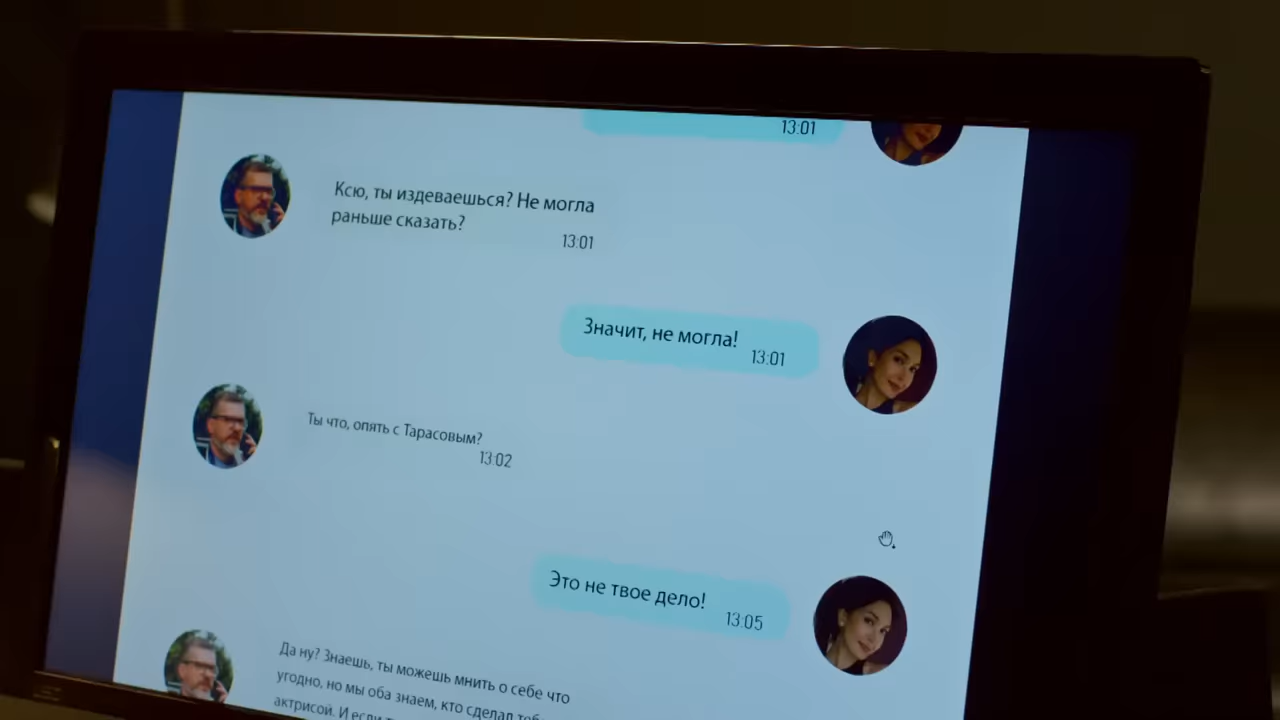 13:01
Ксю, ты издеваешься? Не могла
раньше сказать?
13:01
Значит, не могла!
13:01
Ты что, опять с Тарасовым?
13:02
Это не твое дело!
13:05
Да ну? Знаешь, ты можешь мнить о себе что
угодно, но мы оба знаем, кто сделал
актрисой. И если